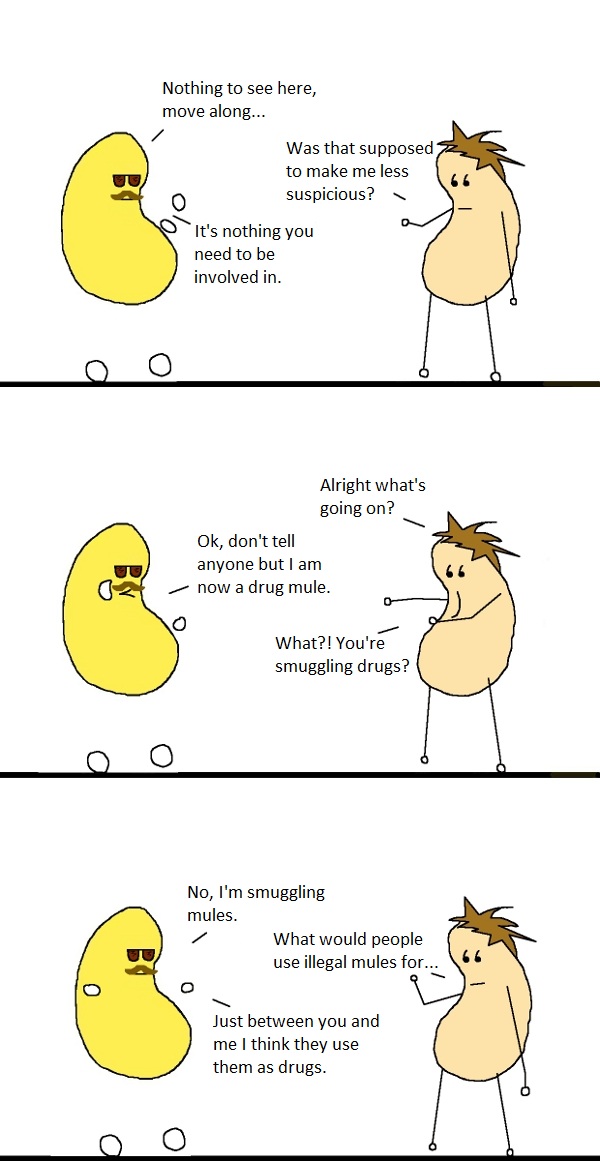 Nothing to see here,
move along...
Was that supposed
to make me less
suspicious?
It's nothing you
need to be
involved in.
Alright what's
going on?
Ok, don't tell
anyone but I am
now a drug mule.
What?! You're
smuggling drugs?
No, I'm smuggling
mules.
What would people
use illegal mules for...
Just between you and
me I think they use
them as drugs.